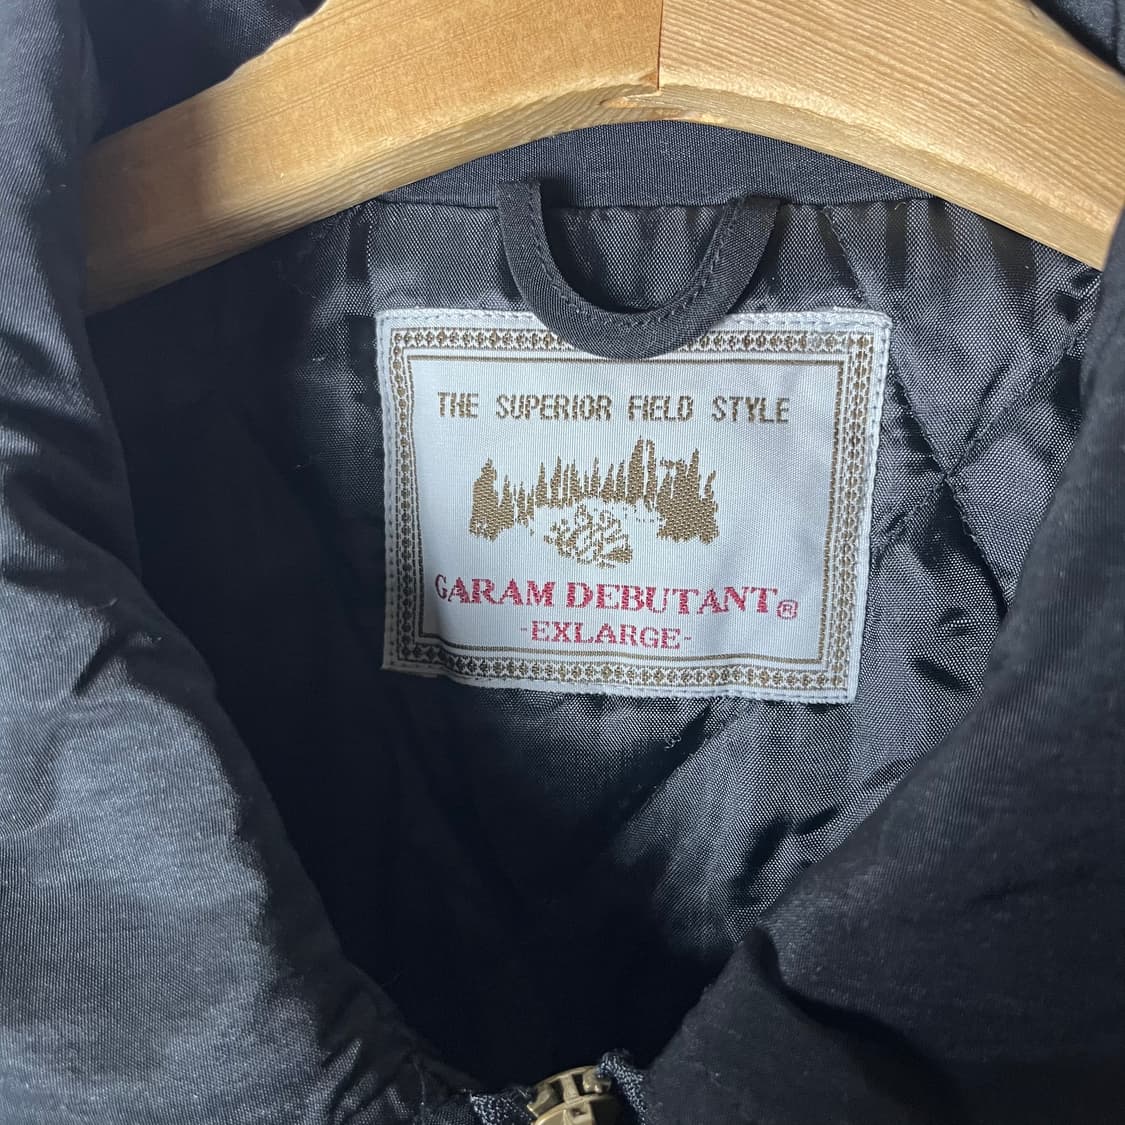 THE SUPERIOR FIELD STYLE
GARAM DEBUTANT®
-EXLARGE-